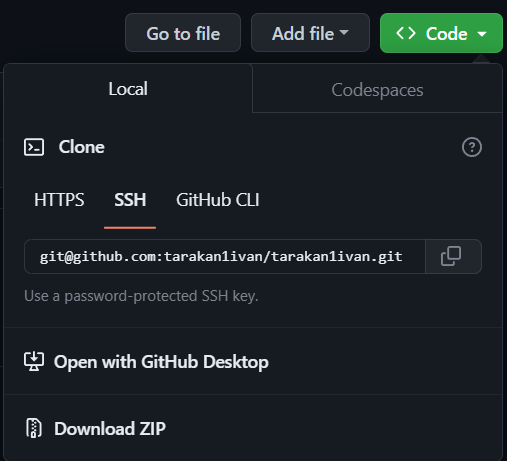 Go to file
Add file
<> Code
Local
Codespaces
Clone
HTTPS
SSH
GitHub CLI
git@github.com:tarakan1ivan/tarakan1ivan.git
Use a password-protected SSH key.
Open with GitHub Desktop
Download ZIP